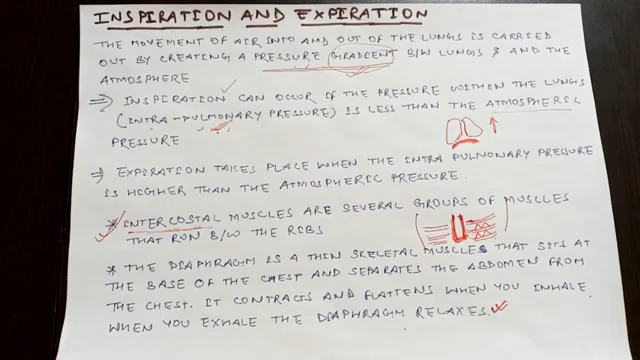 INSPIRATION AND EXPIRATION
THE MOVEMENT OF AIR INTO AND OUT OF THE LUNGS IS CARRIED
OUT BY CREATING A PRESSURE GRADIENT B/W LUNGS & AND THE
ATMOSPHERE
⇒ INSPIRATION CAN OCCUR IF THE PRESSURE WITHIN THE LUNGS
(INTRA-PULMONARY PRESSURE) IS LESS THAN THE ATMOSPHERIC
PRESSURE
⇒ EXPIRATION TAKES PLACE WHEN THE INTRA PULMONARY PRESSURE
IS HIGHER THAN THE ATMOSPHERIC PRESSURE.
* INTERCOSTAL MUSCLES ARE SEVERAL GROUPS OF MUSCLES
THAT RUN B/W THE RIBS
* THE DIAPHRAGM IS A THIN SKELETAL MUSCLES THAT SITS AT
THE BASE OF THE CHEST AND SEPARATES THE ABDOMEN FROM
THE CHEST. IT CONTRACTS AND FLATTENS WHEN YOU INHALE.
WHEN YOU EXHALE THE DIAPHRAGM RELAXES.